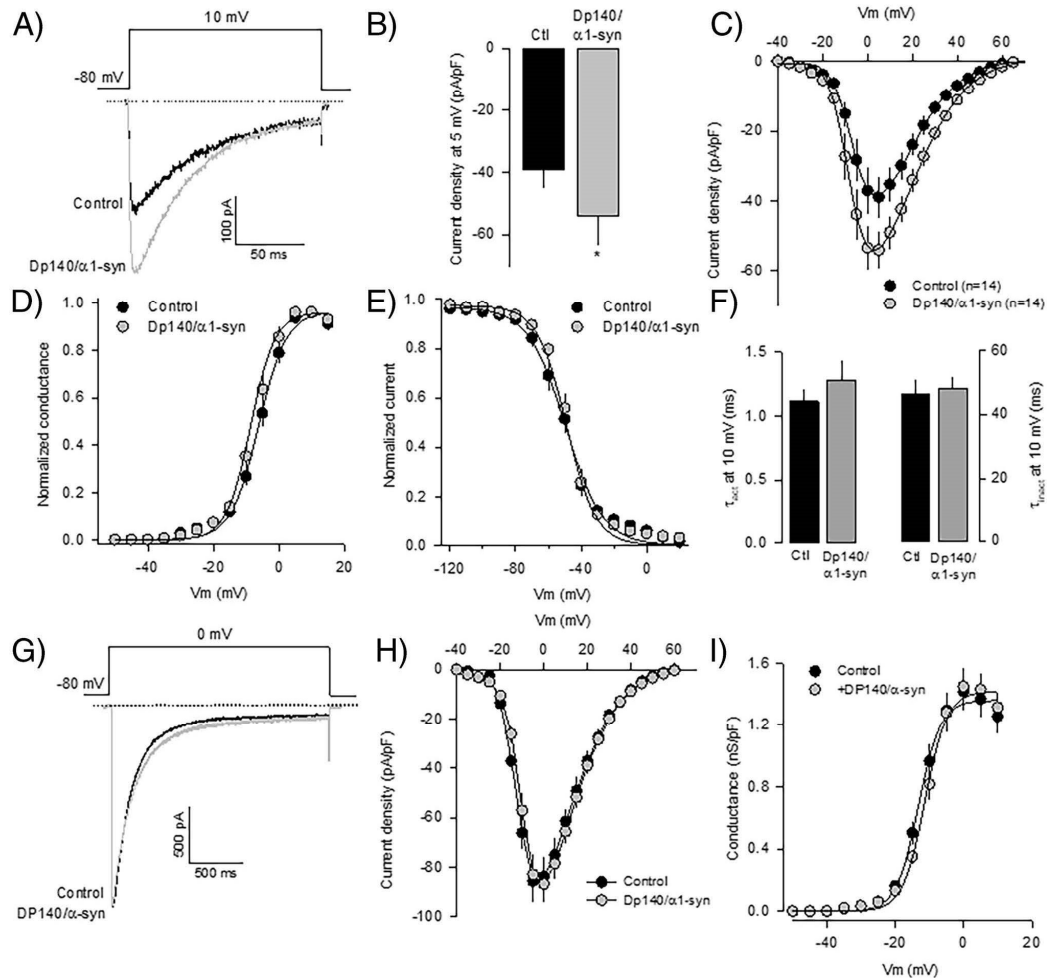 A)
10 mV
-80 mV
Control
Dp140/α1-syn
100 pA
50 ms
B)
Ctl
Dp140/
α1-syn
Current density at 5 mV (pA/pF)
0
-20
-40
-60
*
C)
Vm (mV)
-40 -20 0 20 40 60
Current density (pA/pF)
0
-20
-40
-60
Control (n=14)
Dp140/α1-syn (n=14)
D)
Control
Dp140/α1-syn
Normalized conductance
1.0
0.8
0.6
0.4
0.2
0.0
-40 -20 0 20
Vm (mV)
E)
Control
Dp140/α1-syn
Normalized current
1.0
0.8
0.6
0.4
0.2
0.0
-120 -80 -40 0
Vm (mV)
F)
τact at 10 mV (ms)
1.5
1.0
0.5
0.0
60
40
20
0
τinact at 10 mV (ms)
Ctl
Dp140/
α1-syn
Ctl
Dp140/
α1-syn
G)
0 mV
-80 mV
Control
DP140/α-syn
500 pA
500 ms
H)
Vm (mV)
-40 -20 0 20 40 60
Current density (pA/pF)
0
-20
-40
-60
-80
-100
Control
Dp140/α1-syn
I)
Control
+DP140/α-syn
Conductance (nS/pF)
1.6
1.2
0.8
0.4
0.0
-40 -20 0 20
Vm (mV)